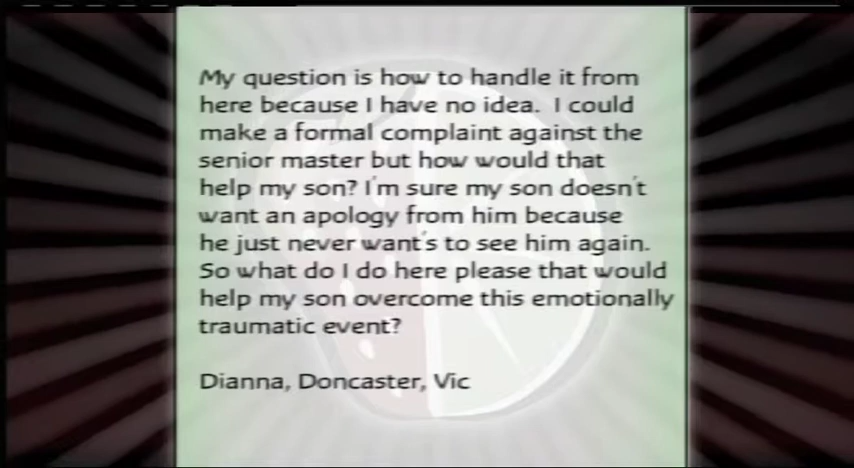 My question is how to handle it from
here because I have no idea.  I could
make a formal complaint against the
senior master but how would that
help my son? I'm sure my son doesn't
want an apology from him because
he just never want's to see him again.
So what do I do here please that would
help my son overcome this emotionally
traumatic event?
Dianna, Doncaster, Vic